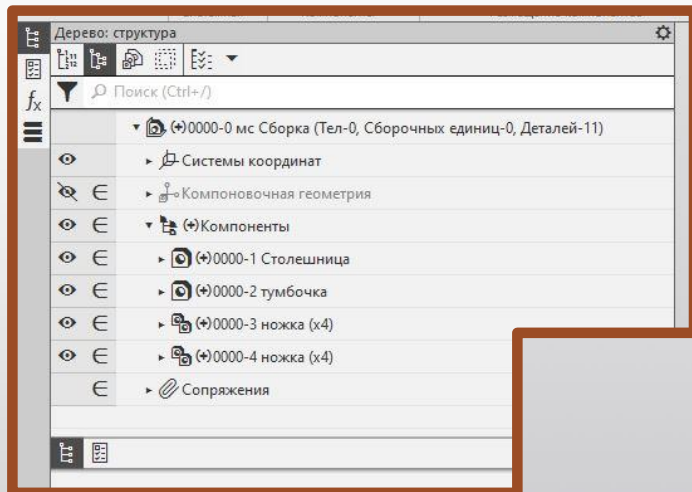 Дерево: структура
Поиск (Ctrl+/)
(+)0000-0 мс Сборка (Тел-0, Сборочных единиц-0, Деталей-11)
Системы координат
Компоновочная геометрия
(+)Компоненты
(+)0000-1 Столешница
(+)0000-2 тумбочка
(+)0000-3 ножка (x4)
(+)0000-4 ножка (x4)
Сопряжения